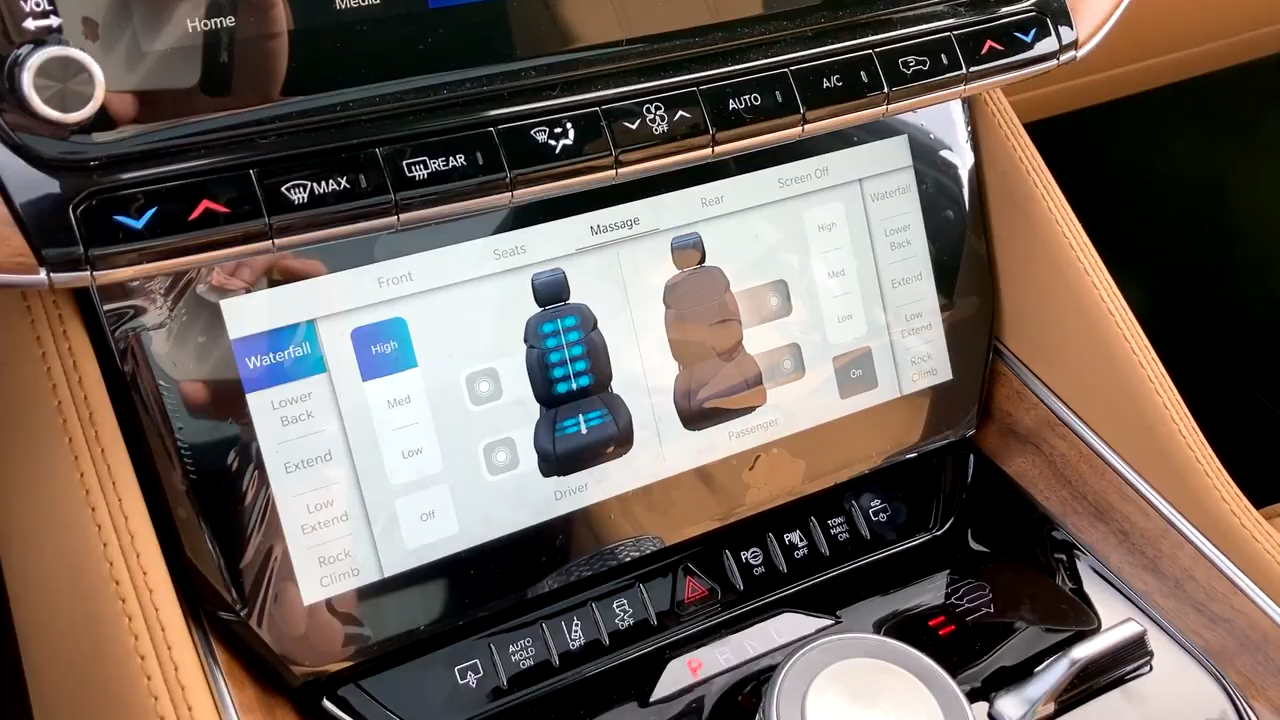 VOL
Home
Media
MAX
REAR
OFF
AUTO
A/C
Front
Seats
Massage
Rear
Screen Off
Waterfall
Lower
Back
Extend
Low
Extend
Rock
Climb
High
Med
Low
Off
Driver
Passenger
High
Med
Low
On
Waterfall
Lower
Back
Extend
Low
Extend
Rock
Climb
AUTO
HOLD
ON
OFF
OFF
P
ON
P
OFF
TOW/
HAUL
ON
P R N L